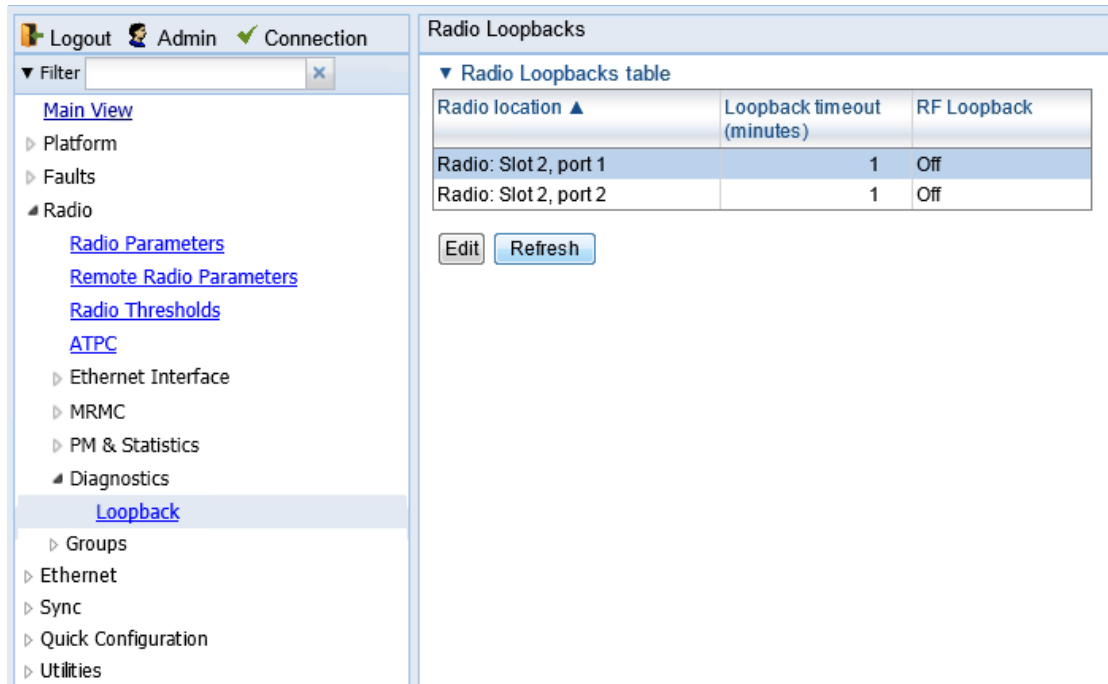 Logout Admin Connection
Filter
Main View
Platform
Faults
Radio
Radio Parameters
Remote Radio Parameters
Radio Thresholds
ATPC
Ethernet Interface
MRMC
PM & Statistics
Diagnostics
Loopback
Groups
Ethernet
Sync
Quick Configuration
Utilities
Radio Loopbacks
▼ Radio Loopbacks table
Radio location ▲ Loopback timeout (minutes) RF Loopback
Radio: Slot 2, port 1 1 Off
Radio: Slot 2, port 2 1 Off
Edit Refresh